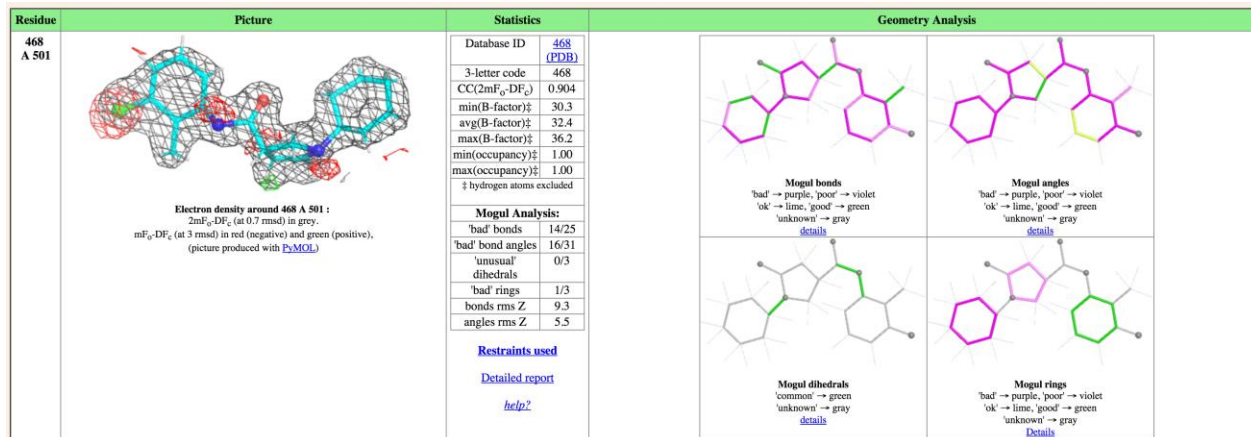 Residue Picture Statistics Geometry Analysis
468
A 501
Electron density around 468 A 501 :
2mFo-DFc (at 0.7 rmsd) in grey.
mFo-DFc (at 3 rmsd) in red (negative) and green (positive),
(picture produced with PyMOL)
Database ID 468 (PDB)
3-letter code 468
CC(2mFo-DFc) 0.904
min(B-factor)‡ 30.3
avg(B-factor)‡ 32.4
max(B-factor)‡ 36.2
min(occupancy)‡ 1.00
max(occupancy)‡ 1.00
‡ hydrogen atoms excluded
Mogul Analysis:
'bad' bonds 14/25
'bad' bond angles 16/31
'unusual' dihedrals 0/3
'bad' rings 1/3
bonds rms Z 9.3
angles rms Z 5.5
Restraints used
Detailed report
help?
Mogul bonds
'bad' → purple, 'poor' → violet
'ok' → lime, 'good' → green
'unknown' → gray
details
Mogul angles
'bad' → purple, 'poor' → violet
'ok' → lime, 'good' → green
'unknown' → gray
details
Mogul dihedrals
'common' → green
'unknown' → gray
details
Mogul rings
'bad' → purple, 'poor' → violet
'ok' → lime, 'good' → green
'unknown' → gray
Details